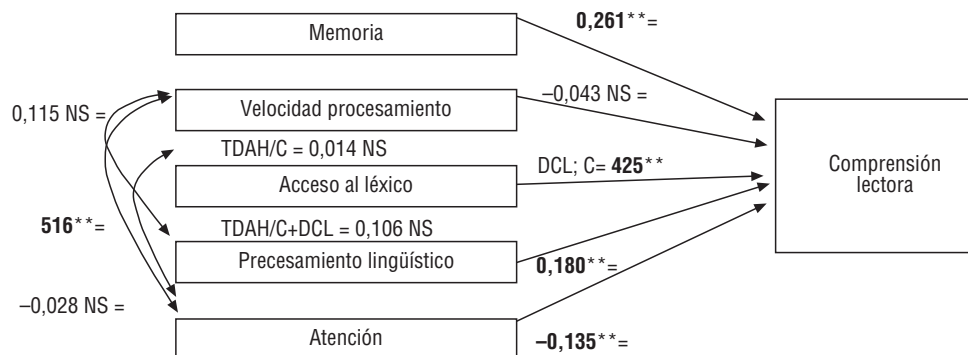 Memoria
0,261**=
0,115 NS =
Velocidad procesamiento
–0,043 NS =
TDAH/C = 0,014 NS
Acceso al léxico
DCL; C= 425**
Comprensión
lectora
516**=
TDAH/C+DCL = 0,106 NS
Precesamiento lingüístico
0,180**=
–0,028 NS =
Atención
–0,135**=